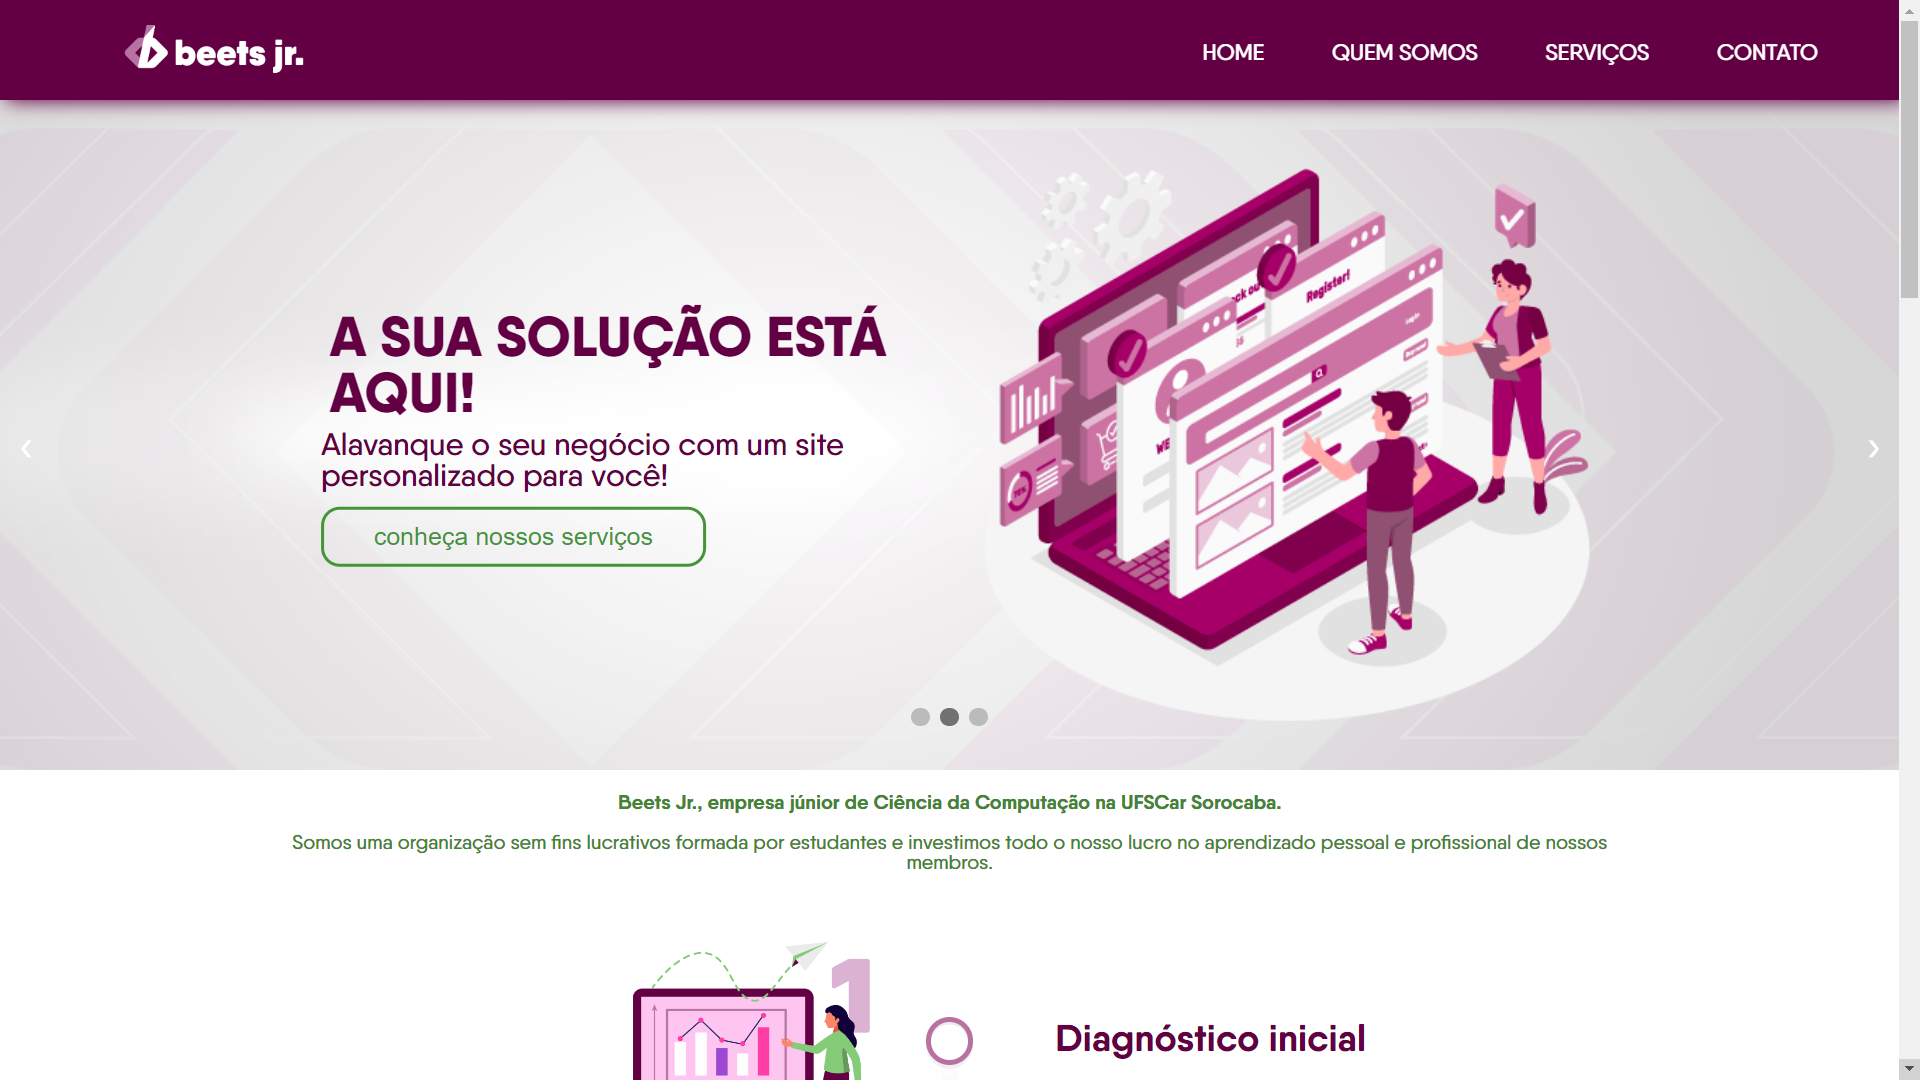 beets jr.
HOME
QUEM SOMOS
SERVIÇOS
CONTATO
A SUA SOLUÇÃO ESTÁ
AQUI!
Alavanque o seu negócio com um site
personalizado para você!
conheça nossos serviços
Register!
Beets Jr., empresa júnior de Ciência da Computação na UFSCar Sorocaba.
Somos uma organização sem fins lucrativos formada por estudantes e investimos todo o nosso lucro no aprendizado pessoal e profissional de nossos
membros.
1
Diagnóstico inicial